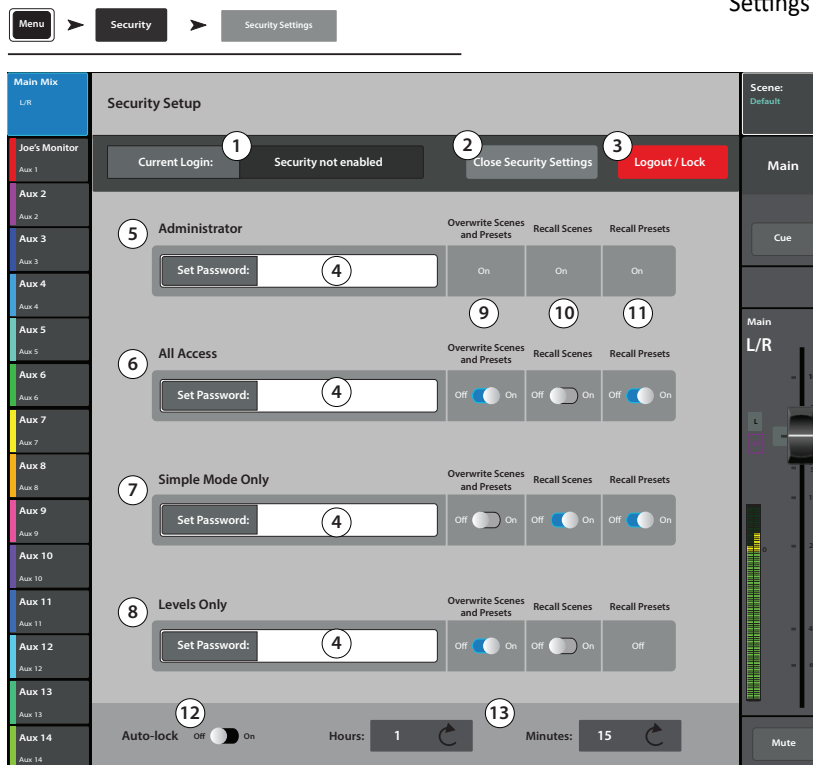 Settings
Menu Security Security Settings
Main Mix
L/R
Joe's Monitor
Aux 1
Aux 2
Aux 2
Aux 3
Aux 3
Aux 4
Aux 4
Aux 5
Aux 5
Aux 6
Aux 6
Aux 7
Aux 7
Aux 8
Aux 8
Aux 9
Aux 9
Aux 10
Aux 10
Aux 11
Aux 11
Aux 12
Aux 12
Aux 13
Aux 13
Aux 14
Aux 14
Security Setup
1 2 3
Current Login: Security not enabled Close Security Settings Logout / Lock
5 Administrator Overwrite Scenes and Presets Recall Scenes Recall Presets
Set Password: 4 On On On
9 10 11
6 All Access Overwrite Scenes and Presets Recall Scenes Recall Presets
Set Password: 4 Off On Off On Off On
7 Simple Mode Only Overwrite Scenes and Presets Recall Scenes Recall Presets
Set Password: 4 Off On Off On Off On
8 Levels Only Overwrite Scenes and Presets Recall Scenes Recall Presets
Set Password: 4 Off On Off On Off
12 13
Auto-lock Off On Hours: 1 Minutes: 15
Scene:
Default
Main
Cue
Main
L/R
L
Mute